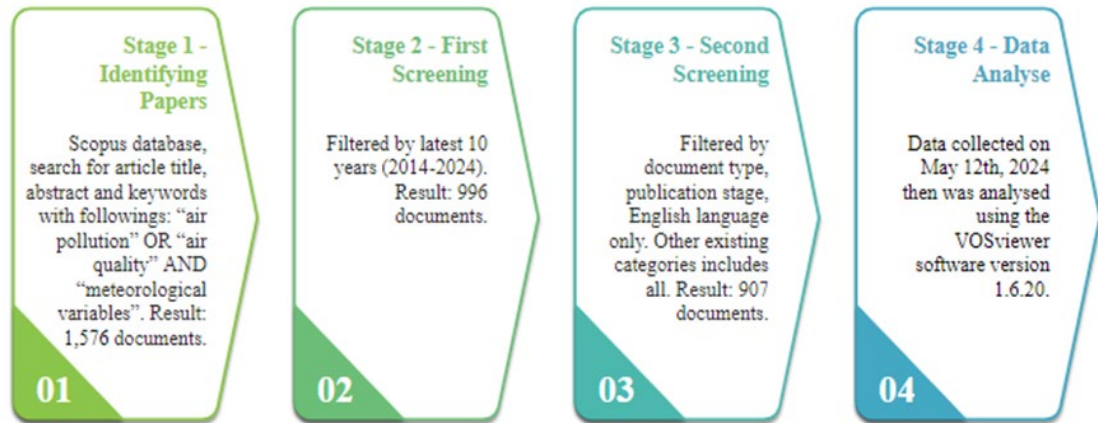 Stage 1 -
Identifying
Papers
Scopus database,
search for article title,
abstract and keywords
with followings: “air
pollution” OR “air
quality” AND
“meteorological
variables”. Result:
1,576 documents.
01
Stage 2 - First
Screening
Filtered by latest 10
years (2014-2024).
Result: 996
documents.
02
Stage 3 - Second
Screening
Filtered by
document type,
publication stage,
English language
only. Other existing
categories includes
all. Result: 907
documents.
03
Stage 4 - Data
Analyse
Data collected on
May 12th, 2024
then was analysed
using the
VOSviewer
software version
1.6.20.
04